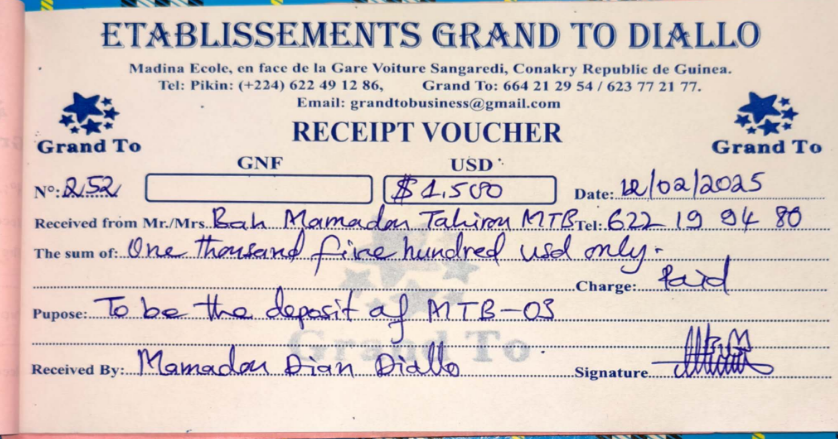 ETABLISSEMENTS GRAND TO DIALLO
Madina Ecole, en face de la Gare Voiture Sangaredi, Conakry Republic de Guinea.
Tel: Pikin: (+224) 622 49 12 86, Grand To: 664 21 29 54 / 623 77 21 77.
Email: grandtobusiness@gmail.com
Grand To RECEIPT VOUCHER Grand To
GNF USD
N°: 252 $ 1.500 Date: 12/02/2025
Received from Mr./Mrs. Bah Mamadou Tahirou MTB Tel: 622 19 94 80
The sum of: One thousand five hundred usd only.
Charge: Paid
Pupose: To be the deposit of MTB-03
Grand To
Received By: Mamadou Dian Diallo Signature